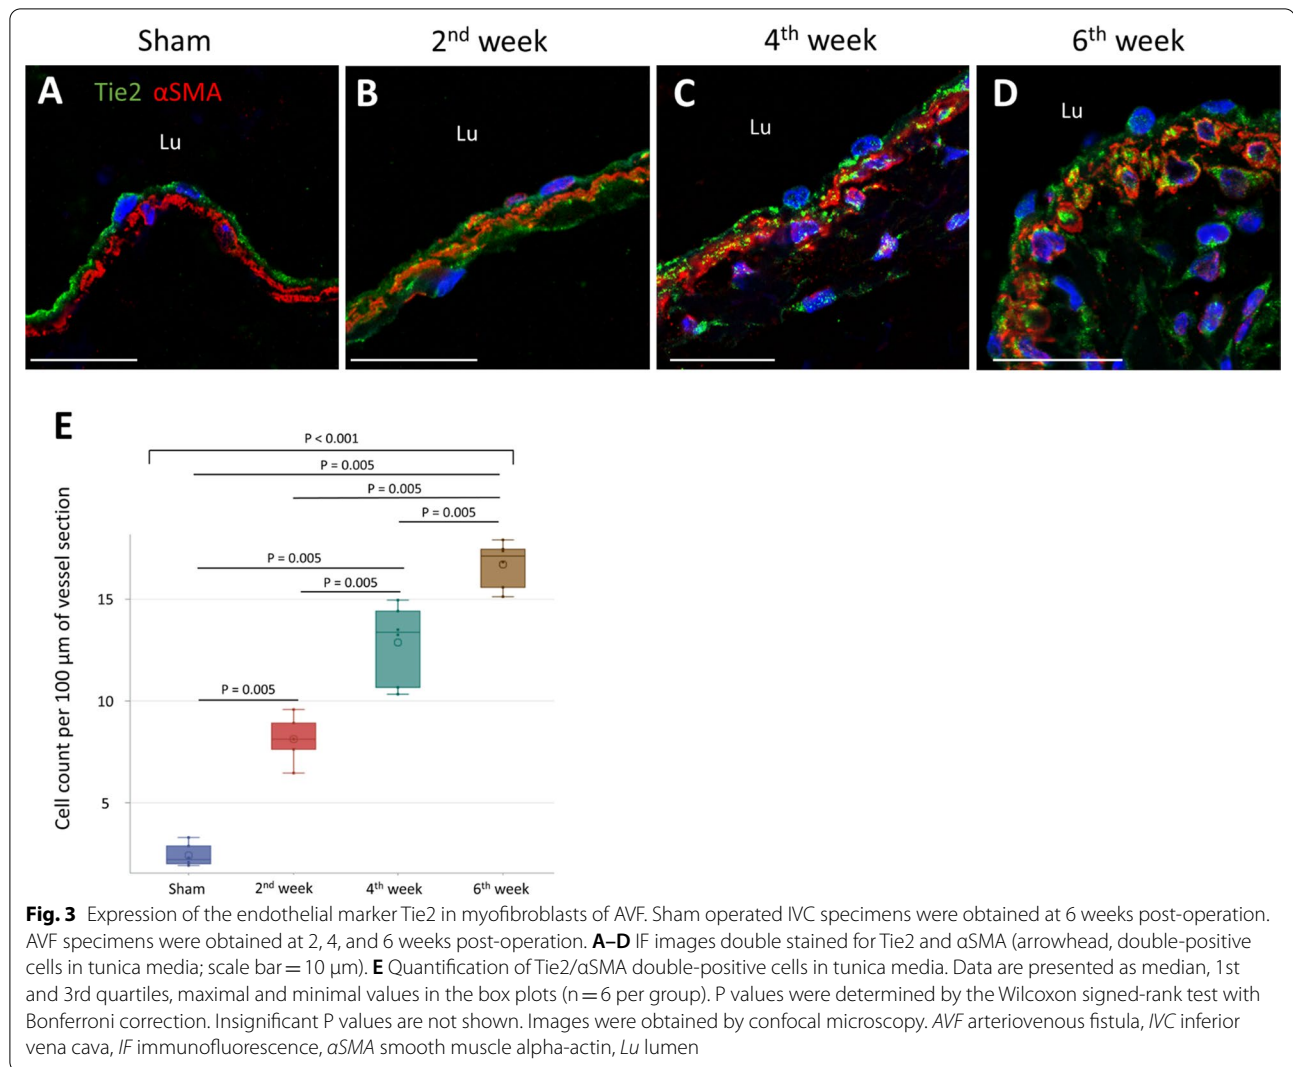 Sham
2nd week
4th week
6th week
A
Tie2 αSMA
Lu
B
Lu
C
Lu
D
Lu
E
P < 0.001
P = 0.005
P = 0.005
P = 0.005
P = 0.005
P = 0.005
P = 0.005
Cell count per 100 µm of vessel section
15
10
5
Sham
2nd week
4th week
6th week
Fig. 3 Expression of the endothelial marker Tie2 in myofibroblasts of AVF. Sham operated IVC specimens were obtained at 6 weeks post-operation.
AVF specimens were obtained at 2, 4, and 6 weeks post-operation. A–D IF images double stained for Tie2 and αSMA (arrowhead, double-positive
cells in tunica media; scale bar = 10 µm). E Quantification of Tie2/αSMA double-positive cells in tunica media. Data are presented as median, 1st
and 3rd quartiles, maximal and minimal values in the box plots (n = 6 per group). P values were determined by the Wilcoxon signed-rank test with
Bonferroni correction. Insignificant P values are not shown. Images were obtained by confocal microscopy. AVF arteriovenous fistula, IVC inferior
vena cava, IF immunofluorescence, αSMA smooth muscle alpha-actin, Lu lumen